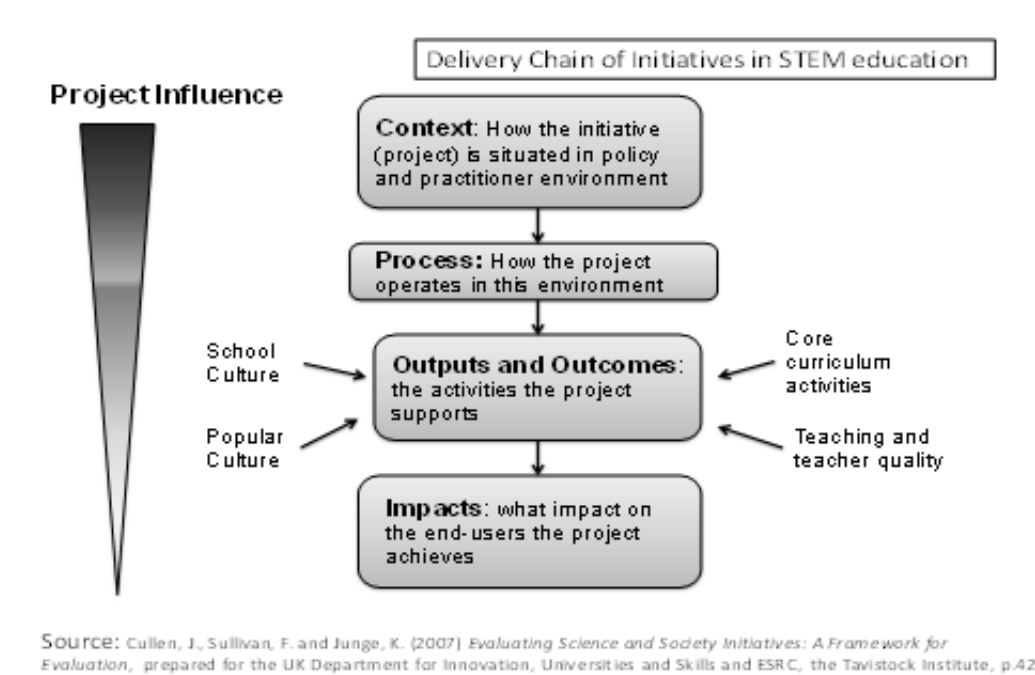 Delivery Chain of Initiatives in STEM education
Project Influence
Context: How the initiative
(project) is situated in policy
and practitioner environment
Process: How the project
operates in this environment
School
Culture
Popular
Culture
Outputs and Outcomes:
the activities the project
supports
Core
curriculum
activities
Teaching and
teacher quality
Impacts: what impact on
the end-users the project
achieves
Source: Cullen, J., Sullivan, F. and Junge, K. (2007) Evaluating Science and Society Initiatives: A Framework for
Evaluation, prepared for the UK Department for Innovation, Universities and Skills and ESRC, the Tavistock Institute, p.42